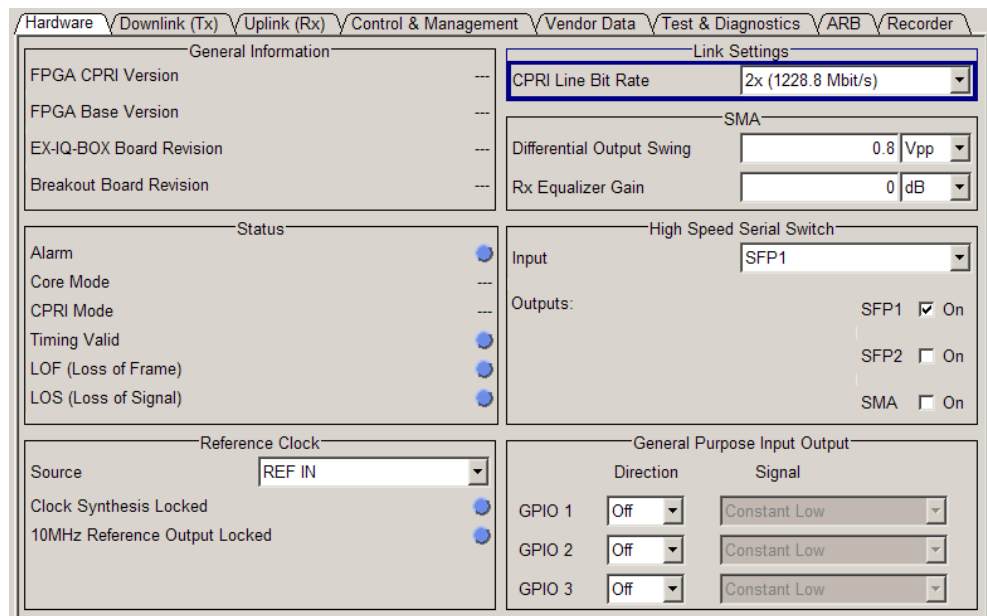 Hardware Downlink (Tx) Uplink (Rx) Control & Management Vendor Data Test & Diagnostics ARB Recorder
General Information
FPGA CPRI Version ---
FPGA Base Version ---
EX-IQ-BOX Board Revision ---
Breakout Board Revision ---
Link Settings
CPRI Line Bit Rate 2x (1228.8 Mbit/s)
SMA
Differential Output Swing 0.8 Vpp
Rx Equalizer Gain 0 dB
Status
Alarm
Core Mode ---
CPRI Mode ---
Timing Valid
LOF (Loss of Frame)
LOS (Loss of Signal)
High Speed Serial Switch
Input SFP1
Outputs: SFP1 On
SFP2 On
SMA On
Reference Clock
Source REF IN
Clock Synthesis Locked
10MHz Reference Output Locked
General Purpose Input Output
Direction Signal
GPIO 1 Off Constant Low
GPIO 2 Off Constant Low
GPIO 3 Off Constant Low